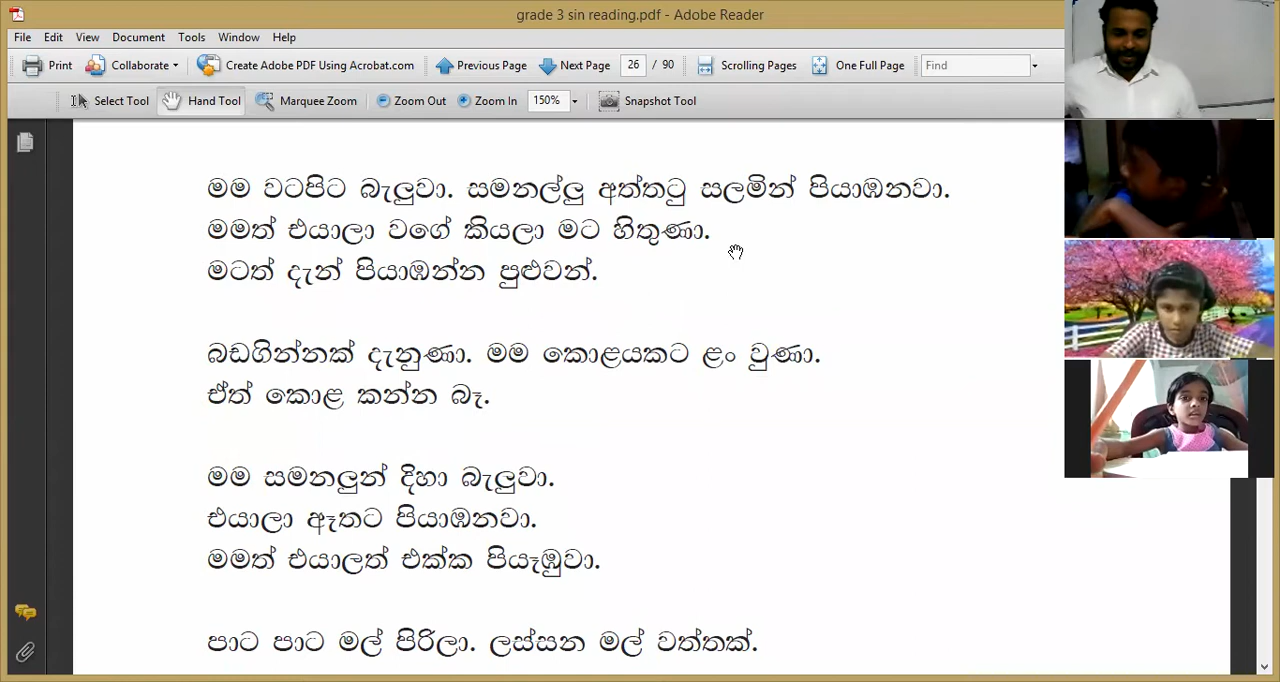 grade 3 sin reading.pdf - Adobe Reader
File Edit View Document Tools Window Help
Print Collaborate Create Adobe PDF Using Acrobat.com Previous Page Next Page 26 / 90 Scrolling Pages One Full Page Find
Select Tool Hand Tool Marquee Zoom Zoom Out Zoom In 150% Snapshot Tool
මම වටපිට බැලුවා. සමනල්ලු අත්තටු සලමින් පියාඹනවා.
මමත් එයාලා වගේ කියලා මට හිතුණා.
මටත් දැන් පියාඹන්න පුළුවන්.
බඩගින්නක් දැනුණා. මම කොළයකට ළං වුණා.
ඒත් කොළ කන්න බෑ.
මම සමනලුන් දිහා බැලුවා.
එයාලා ඈතට පියාඹනවා.
මමත් එයාලත් එක්ක පියෑඹුවා.
පාට පාට මල් පිරිලා. ලස්සන මල් වත්තක්.